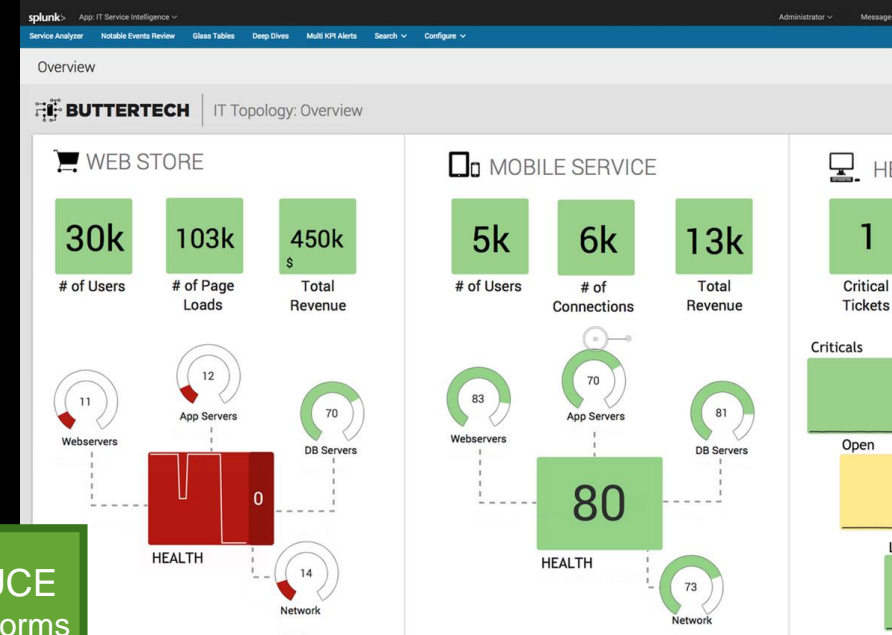 splunk> App: IT Service Intelligence Administrator Message
Service Analyzer Notable Events Review Glass Tables Deep Dives Multi KPI Alerts Search Configure
Overview
BUTTERTECH IT Topology: Overview
WEB STORE
30k
# of Users
103k
# of Page
Loads
450k
$
Total
Revenue
11
Webservers
12
App Servers
70
DB Servers
0
HEALTH
14
Network
MOBILE SERVICE
5k
# of Users
6k
# of
Connections
13k
Total
Revenue
83
Webservers
70
App Servers
81
DB Servers
80
HEALTH
73
Network
HE
1
Critical
Tickets
Criticals
Open
L
UCE
orms